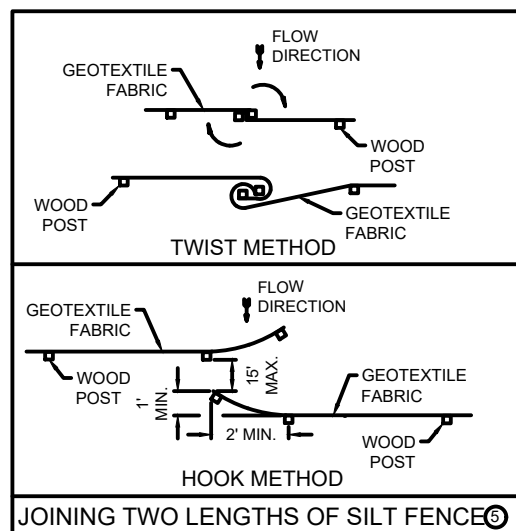 FLOW
DIRECTION
GEOTEXTILE
FABRIC
WOOD
POST
WOOD
POST
GEOTEXTILE
FABRIC
TWIST METHOD
FLOW
DIRECTION
GEOTEXTILE
FABRIC
WOOD
POST
1'
MIN.
15'
MAX.
GEOTEXTILE
FABRIC
2' MIN.
WOOD
POST
HOOK METHOD
JOINING TWO LENGTHS OF SILT FENCE 5